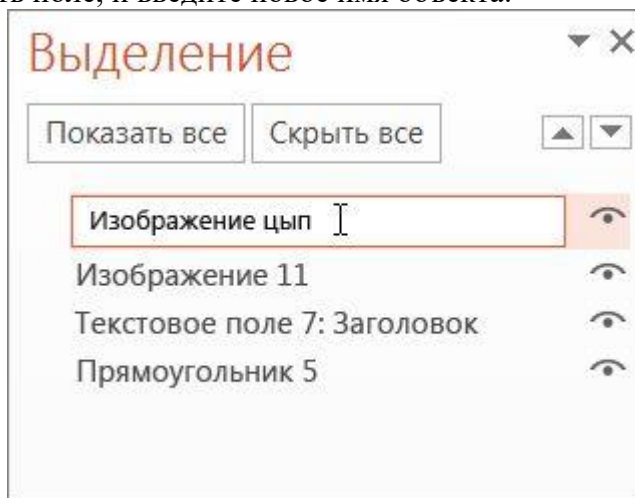 поле, и введите новое имя объекта.
Выделение
Показать все Скрыть все
Изображение цып
Изображение 11
Текстовое поле 7: Заголовок
Прямоугольник 5